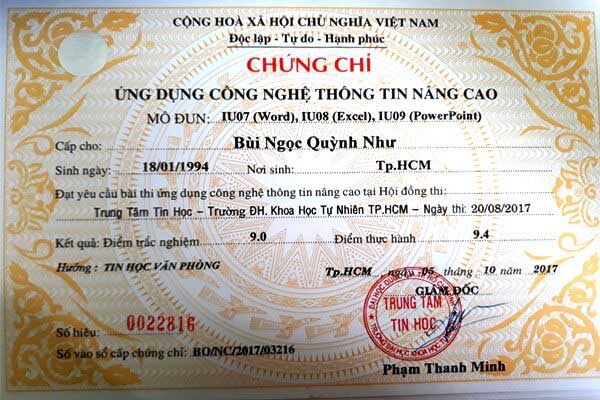 CỘNG HOÀ XÃ HỘI CHỦ NGHĨA VIỆT NAM
Độc lập - Tự do - Hạnh phúc
CHỨNG CHỈ
ỨNG DỤNG CÔNG NGHỆ THÔNG TIN NÂNG CAO
MÔ ĐUN: IU07 (Word), IU08 (Excel), IU09 (PowerPoint)
Cấp cho: Bùi Ngọc Quỳnh Như
Sinh ngày: 18/01/1994 Nơi sinh: Tp.HCM
Đạt yêu cầu bài thi ứng dụng công nghệ thông tin nâng cao tại Hội đồng thi:
Trung Tâm Tin Học – Trường ĐH. Khoa Học Tự Nhiên TP.HCM – Ngày thi: 20/08/2017
Kết quả: Điểm trắc nghiệm 9.0 Điểm thực hành 9.4
Hướng : TIN HỌC VĂN PHÒNG
Tp.HCM ngày 05 tháng 10 năm 2017
GIÁM ĐỐC
TRUNG TÂM
TIN HỌC
Số hiệu: 0022816
Số vào sổ cấp chứng chỉ: BO/NC/2017/03216
Phạm Thanh Minh